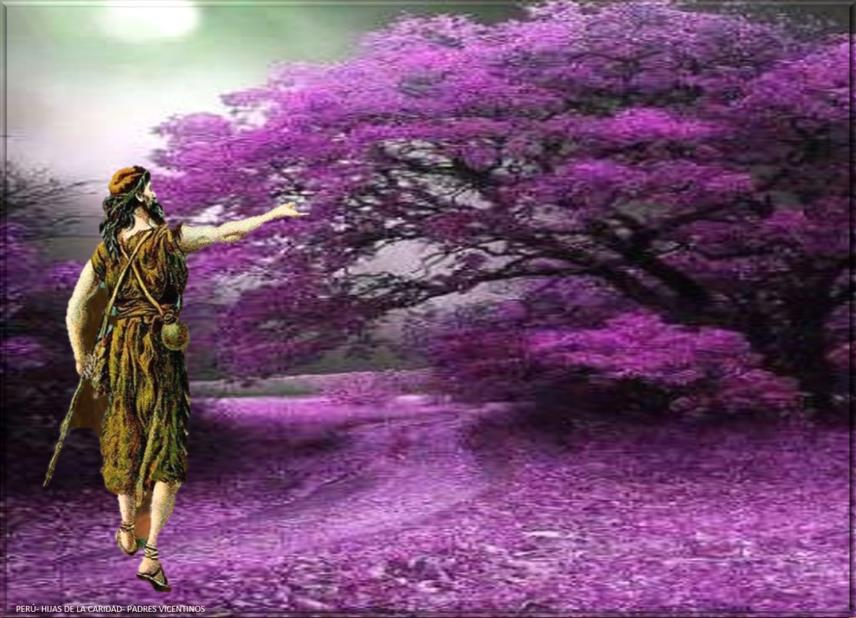 PERÚ- HIJAS DE LA CARIDAD- PADRES VICENTINOS